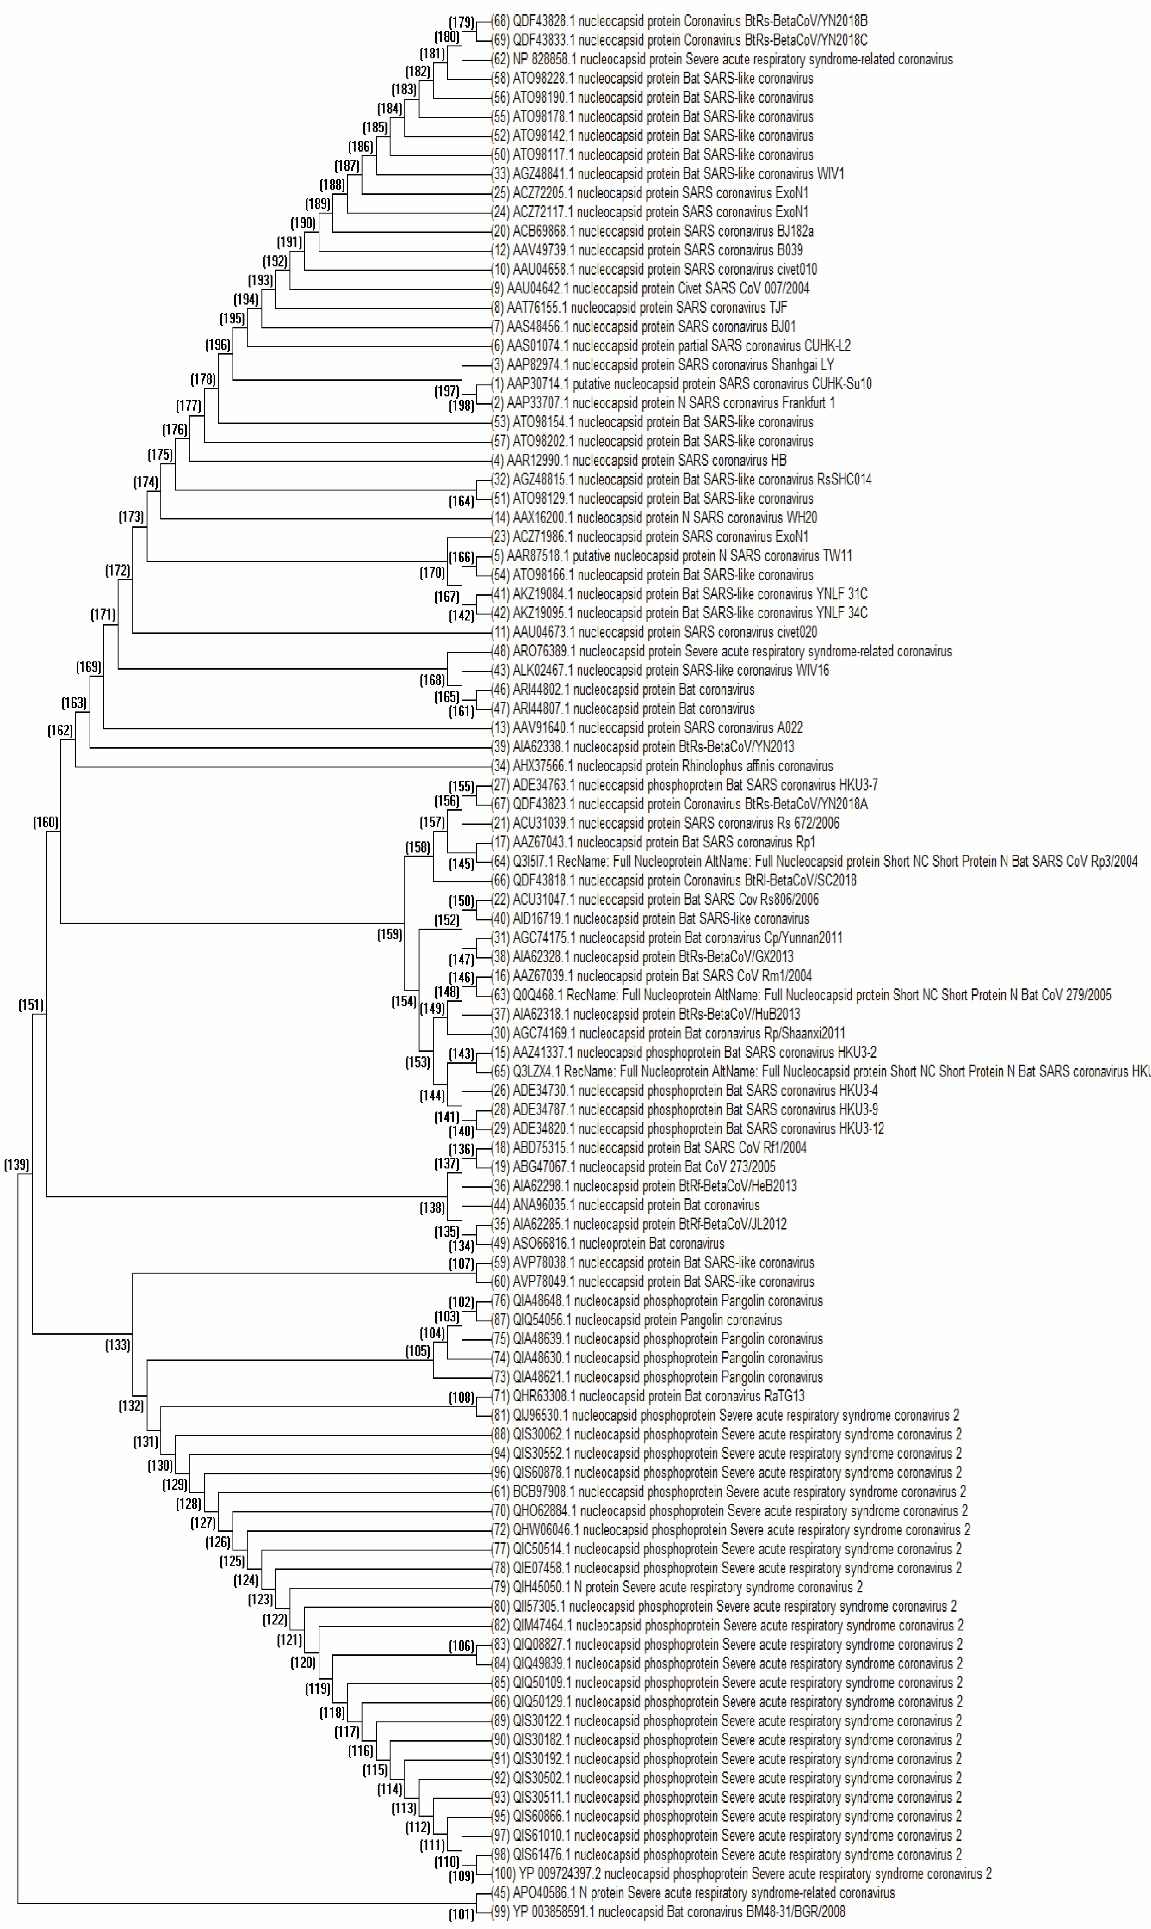 (179) (68) QDF43828.1 nucleocapsid protein Coronavirus BtRs-BetaCoV/YN2018B
(180) (69) QDF43833.1 nucleocapsid protein Coronavirus BtRs-BetaCoV/YN2018C
(181) (62) NP 828858.1 nucleocapsid protein Severe acute respiratory syndrome-related coronavirus
(182) (58) ATO98228.1 nucleocapsid protein Bat SARS-like coronavirus
(183) (56) ATO98190.1 nucleocapsid protein Bat SARS-like coronavirus
(184) (55) ATO98178.1 nucleocapsid protein Bat SARS-like coronavirus
(185) (52) ATO98142.1 nucleocapsid protein Bat SARS-like coronavirus
(186) (50) ATO98117.1 nucleocapsid protein Bat SARS-like coronavirus
(187) (33) AGZ48841.1 nucleocapsid protein Bat SARS-like coronavirus WIV1
(188) (25) ACZ72205.1 nucleocapsid protein SARS coronavirus ExoN1
(189) (24) ACZ72117.1 nucleocapsid protein SARS coronavirus ExoN1
(190) (20) ACB69868.1 nucleocapsid protein SARS coronavirus BJ182a
(191) (12) AAV49739.1 nucleocapsid protein SARS coronavirus B039
(192) (10) AAU04658.1 nucleocapsid protein SARS coronavirus civet010
(193) (9) AAU04642.1 nucleocapsid protein Civet SARS CoV 007/2004
(194) (8) AAT76155.1 nucleocapsid protein SARS coronavirus TJF
(195) (7) AAS48456.1 nucleocapsid protein SARS coronavirus BJ01
(196) (6) AAS01074.1 nucleocapsid protein partial SARS coronavirus CUHK-L2
(3) AAP82974.1 nucleocapsid protein SARS coronavirus Shanhgai LY
(178) (197) (1) AAP30714.1 putative nucleocapsid protein SARS coronavirus CUHK-Su10
(177) (198) (2) AAP33707.1 nucleocapsid protein N SARS coronavirus Frankfurt 1
(176) (53) ATO98154.1 nucleocapsid protein Bat SARS-like coronavirus
(57) ATO98202.1 nucleocapsid protein Bat SARS-like coronavirus
(175) (4) AAR12990.1 nucleocapsid protein SARS coronavirus HB
(174) (32) AGZ48815.1 nucleocapsid protein Bat SARS-like coronavirus RsSHC014
(164) (51) ATO98129.1 nucleocapsid protein Bat SARS-like coronavirus
(173) (14) AAX16200.1 nucleocapsid protein N SARS coronavirus WH20
(23) ACZ71986.1 nucleocapsid protein SARS coronavirus ExoN1
(166) (5) AAR87518.1 putative nucleocapsid protein N SARS coronavirus TW11
(172) (170) (54) ATO98166.1 nucleocapsid protein Bat SARS-like coronavirus
(167) (41) AKZ19084.1 nucleocapsid protein Bat SARS-like coronavirus YNLF 31C
(171) (142) (42) AKZ19095.1 nucleocapsid protein Bat SARS-like coronavirus YNLF 34C
(11) AAU04673.1 nucleocapsid protein SARS coronavirus civet020
(48) ARO76389.1 nucleocapsid protein Severe acute respiratory syndrome-related coronavirus
(169) (168) (43) ALK02467.1 nucleocapsid protein SARS-like coronavirus WIV16
(163) (165) (46) ARI44802.1 nucleocapsid protein Bat coronavirus
(161) (47) ARI44807.1 nucleocapsid protein Bat coronavirus
(162) (13) AAV91640.1 nucleocapsid protein SARS coronavirus A022
(39) AIA62338.1 nucleocapsid protein BtRs-BetaCoV/YN2013
(34) AHX37566.1 nucleocapsid protein Rhinolophus affinis coronavirus
(155) (27) ADE34763.1 nucleocapsid phosphoprotein Bat SARS coronavirus HKU3-7
(156) (67) QDF43823.1 nucleocapsid protein Coronavirus BtRs-BetaCoV/YN2018A
(160) (157) (21) ACU31039.1 nucleocapsid protein SARS coronavirus Rs 672/2006
(158) (17) AAZ67043.1 nucleocapsid protein Bat SARS coronavirus Rp1
(145) (64) Q3I5I7.1 RecName: Full Nucleoprotein AltName: Full Nucleocapsid protein Short NC Short Protein N Bat SARS CoV Rp3/2004
(66) QDF43818.1 nucleocapsid protein Coronavirus BtRl-BetaCoV/SC2018
(150) (22) ACU31047.1 nucleocapsid protein Bat SARS Cov Rs806/2006
(152) (40) AID16719.1 nucleocapsid protein Bat SARS-like coronavirus
(159) (31) AGC74175.1 nucleocapsid protein Bat coronavirus Cp/Yunnan2011
(147) (38) AIA62328.1 nucleocapsid protein BtRs-BetaCoV/GX2013
(146) (16) AAZ67039.1 nucleocapsid protein Bat SARS CoV Rm1/2004
(151) (154) (148) (63) Q0Q468.1 RecName: Full Nucleoprotein AltName: Full Nucleocapsid protein Short NC Short Protein N Bat CoV 279/2005
(149) (37) AIA62318.1 nucleocapsid protein BtRs-BetaCoV/HuB2013
(30) AGC74169.1 nucleocapsid protein Bat coronavirus Rp/Shaanxi2011
(153) (143) (15) AAZ41337.1 nucleocapsid phosphoprotein Bat SARS coronavirus HKU3-2
(65) Q3LZX4.1 RecName: Full Nucleoprotein AltName: Full Nucleocapsid protein Short NC Short Protein N Bat SARS coronavirus HKU
(144) (26) ADE34730.1 nucleocapsid phosphoprotein Bat SARS coronavirus HKU3-4
(141) (28) ADE34787.1 nucleocapsid phosphoprotein Bat SARS coronavirus HKU3-9
(140) (29) ADE34820.1 nucleocapsid phosphoprotein Bat SARS coronavirus HKU3-12
(136) (18) ABD75315.1 nucleocapsid protein Bat SARS CoV Rf1/2004
(139) (137) (19) ABG47067.1 nucleocapsid protein Bat CoV 273/2005
(36) AIA62298.1 nucleocapsid protein BtRf-BetaCoV/HeB2013
(138) (44) ANA96035.1 nucleocapsid protein Bat coronavirus
(135) (35) AIA62285.1 nucleocapsid protein BtRf-BetaCoV/JL2012
(134) (49) ASO66816.1 nucleoprotein Bat coronavirus
(107) (59) AVP78038.1 nucleocapsid protein Bat SARS-like coronavirus
(60) AVP78049.1 nucleocapsid protein Bat SARS-like coronavirus
(102) (76) QIA48648.1 nucleocapsid phosphoprotein Pangolin coronavirus
(103) (87) QIQ54056.1 nucleocapsid protein Pangolin coronavirus
(133) (104) (75) QIA48639.1 nucleocapsid phosphoprotein Pangolin coronavirus
(105) (74) QIA48630.1 nucleocapsid phosphoprotein Pangolin coronavirus
(73) QIA48621.1 nucleocapsid phosphoprotein Pangolin coronavirus
(132) (108) (71) QHR63308.1 nucleocapsid protein Bat coronavirus RaTG13
(81) QIJ96530.1 nucleocapsid phosphoprotein Severe acute respiratory syndrome coronavirus 2
(131) (88) QIS30062.1 nucleocapsid phosphoprotein Severe acute respiratory syndrome coronavirus 2
(130) (94) QIS30552.1 nucleocapsid phosphoprotein Severe acute respiratory syndrome coronavirus 2
(129) (96) QIS60878.1 nucleocapsid phosphoprotein Severe acute respiratory syndrome coronavirus 2
(128) (61) BCB97908.1 nucleocapsid phosphoprotein Severe acute respiratory syndrome coronavirus 2
(127) (70) QHO62884.1 nucleocapsid phosphoprotein Severe acute respiratory syndrome coronavirus 2
(126) (72) QHW06046.1 nucleocapsid phosphoprotein Severe acute respiratory syndrome coronavirus 2
(125) (77) QIC50514.1 nucleocapsid phosphoprotein Severe acute respiratory syndrome coronavirus 2
(124) (78) QIE07458.1 nucleocapsid phosphoprotein Severe acute respiratory syndrome coronavirus 2
(123) (79) QIH45050.1 N protein Severe acute respiratory syndrome coronavirus 2
(122) (80) QII57305.1 nucleocapsid phosphoprotein Severe acute respiratory syndrome coronavirus 2
(121) (82) QIM47464.1 nucleocapsid phosphoprotein Severe acute respiratory syndrome coronavirus 2
(106) (83) QIQ08827.1 nucleocapsid phosphoprotein Severe acute respiratory syndrome coronavirus 2
(120) (84) QIQ49839.1 nucleocapsid phosphoprotein Severe acute respiratory syndrome coronavirus 2
(119) (85) QIQ50109.1 nucleocapsid phosphoprotein Severe acute respiratory syndrome coronavirus 2
(118) (86) QIQ50129.1 nucleocapsid phosphoprotein Severe acute respiratory syndrome coronavirus 2
(117) (89) QIS30122.1 nucleocapsid phosphoprotein Severe acute respiratory syndrome coronavirus 2
(116) (90) QIS30182.1 nucleocapsid phosphoprotein Severe acute respiratory syndrome coronavirus 2
(115) (91) QIS30192.1 nucleocapsid phosphoprotein Severe acute respiratory syndrome coronavirus 2
(114) (92) QIS30502.1 nucleocapsid phosphoprotein Severe acute respiratory syndrome coronavirus 2
(113) (93) QIS30511.1 nucleocapsid phosphoprotein Severe acute respiratory syndrome coronavirus 2
(112) (95) QIS60866.1 nucleocapsid phosphoprotein Severe acute respiratory syndrome coronavirus 2
(111) (97) QIS61010.1 nucleocapsid phosphoprotein Severe acute respiratory syndrome coronavirus 2
(110) (98) QIS61476.1 nucleocapsid phosphoprotein Severe acute respiratory syndrome coronavirus 2
(109) (100) YP 009724397.2 nucleocapsid phosphoprotein Severe acute respiratory syndrome coronavirus 2
(45) APO40586.1 N protein Severe acute respiratory syndrome-related coronavirus
(101) (99) YP 003858591.1 nucleocapsid Bat coronavirus BM48-31/BGR/2008